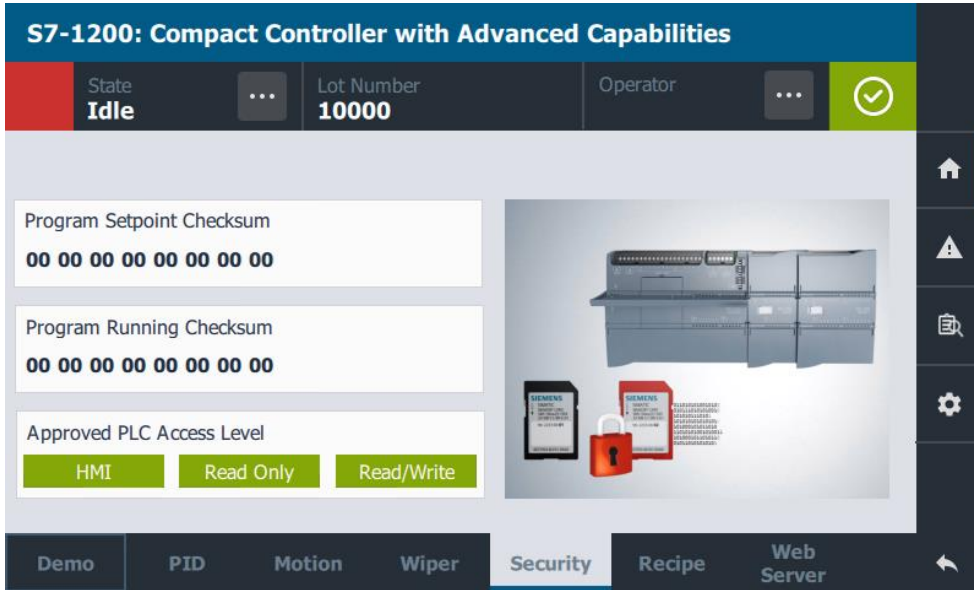 S7-1200: Compact Controller with Advanced Capabilities
State
Idle
Lot Number
10000
Operator
Program Setpoint Checksum
00 00 00 00 00 00 00 00
Program Running Checksum
00 00 00 00 00 00 00 00
Approved PLC Access Level
HMI Read Only Read/Write
SIEMENS SIEMENS
Demo PID Motion Wiper Security Recipe Web Server